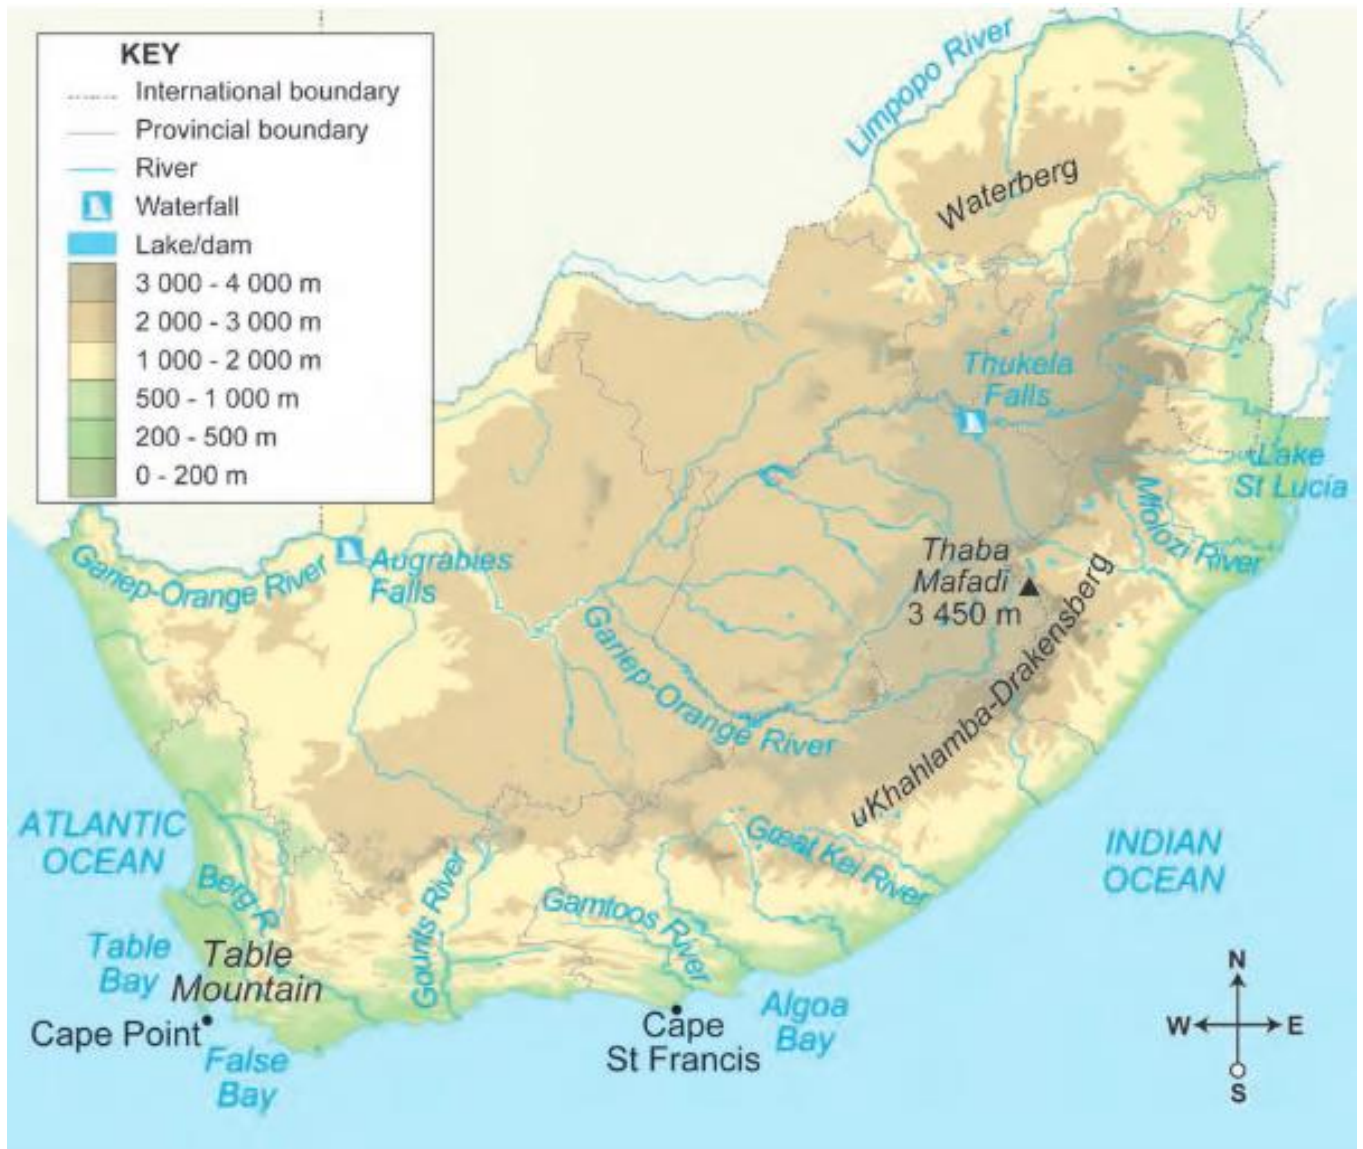 KEY
International boundary
Provincial boundary
River
Waterfall
Lake/dam
3 000 - 4 000 m
2 000 - 3 000 m
1 000 - 2 000 m
500 - 1 000 m
200 - 500 m
0 - 200 m
Limpopo River
Waterberg
Thukela
Falls
Lake
St Lucia
Mfolozi River
Gariep-Orange River
Augrabies
Falls
Thaba
Mafadi
3 450 m
Gariep-Orange River
uKhahlamba-Drakensberg
ATLANTIC
OCEAN
INDIAN
OCEAN
Berg R.
Gourits River
Gamtoos River
Great Kei River
Table
Bay
Table
Mountain
Cape Point
False
Bay
Cape
St Francis
Algoa
Bay
N
W E
S